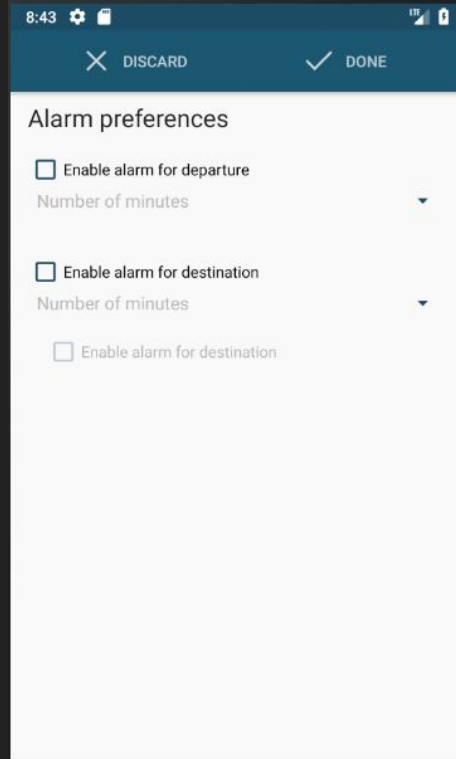 8:43 LTE
DISCARD DONE
Alarm preferences
Enable alarm for departure
Number of minutes
Enable alarm for destination
Number of minutes
Enable alarm for destination